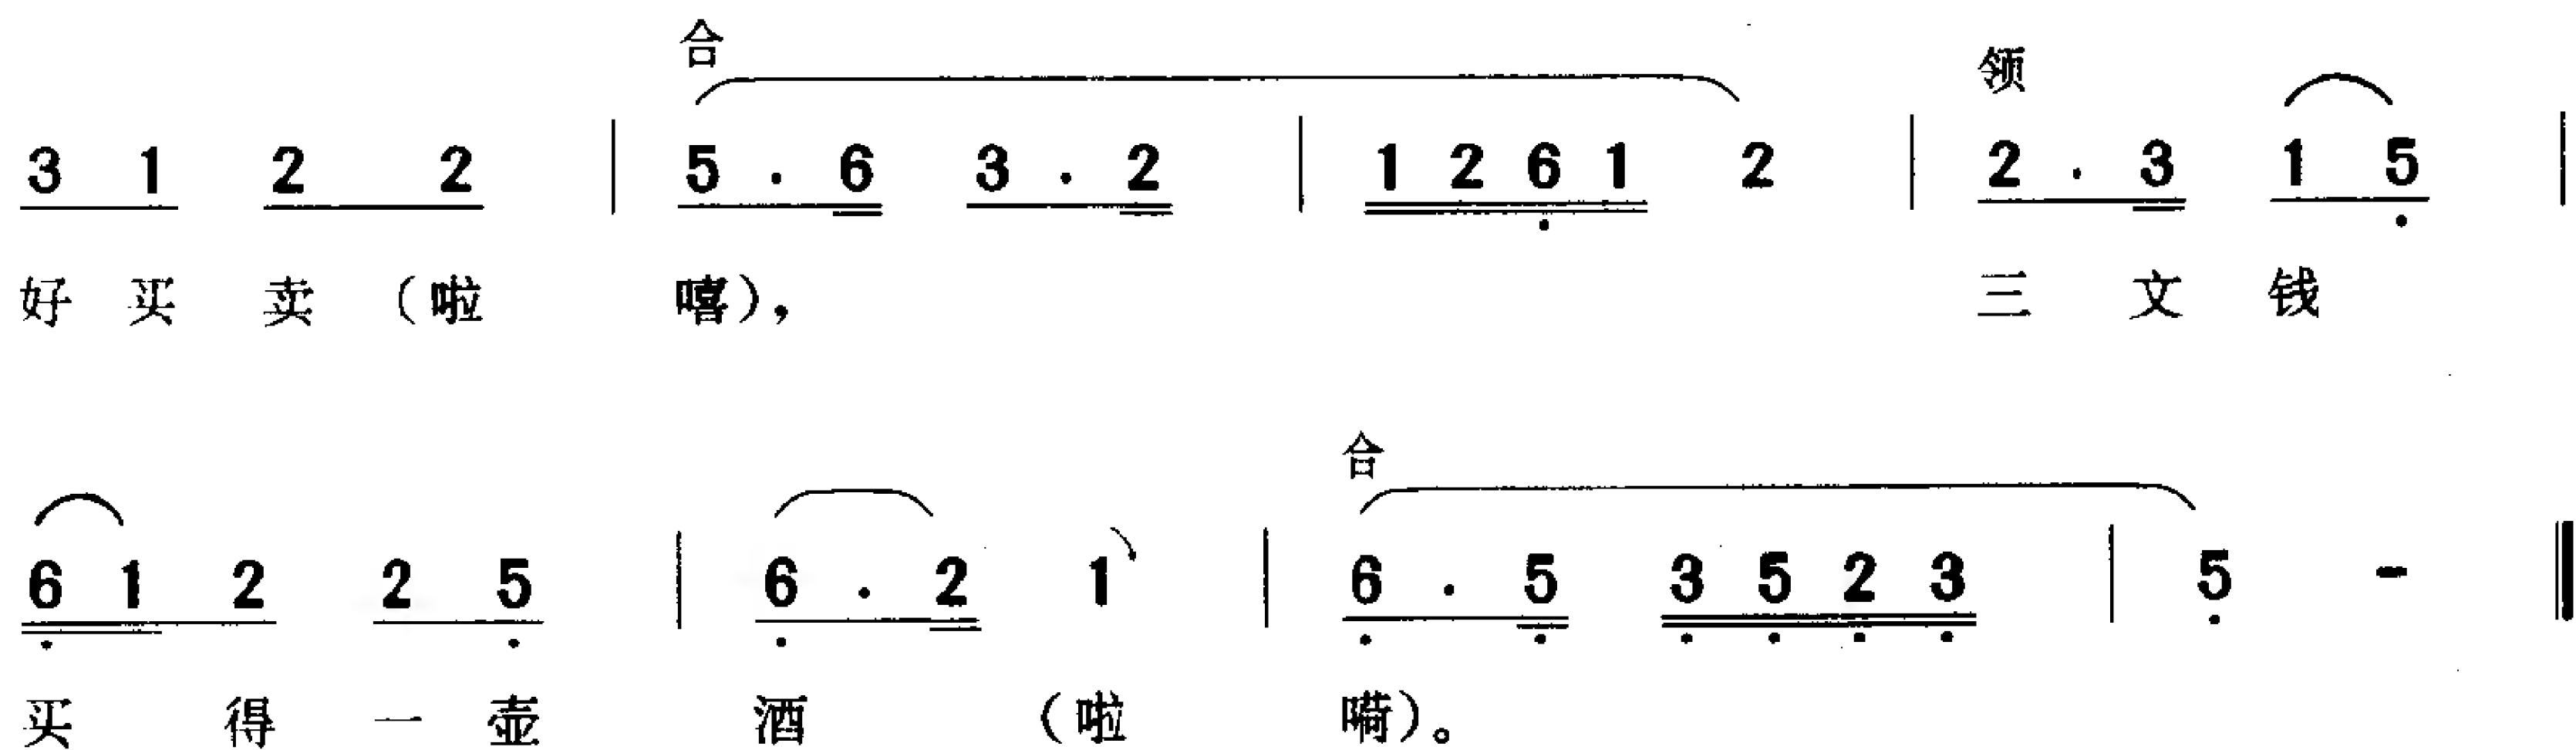 合 领
3 1 2 2 | 5 . 6 3 . 2 | 1 2 6 1 2 | 2 . 3 1 5 |
好 买 卖 (啦 嘻)， 三 文 钱
合
6 1 2 2 5 | 6 . 2 1 | 6 . 5 3 5 2 3 | 5 - ‖
买 得 一 壶 酒 (啦 嗬)。